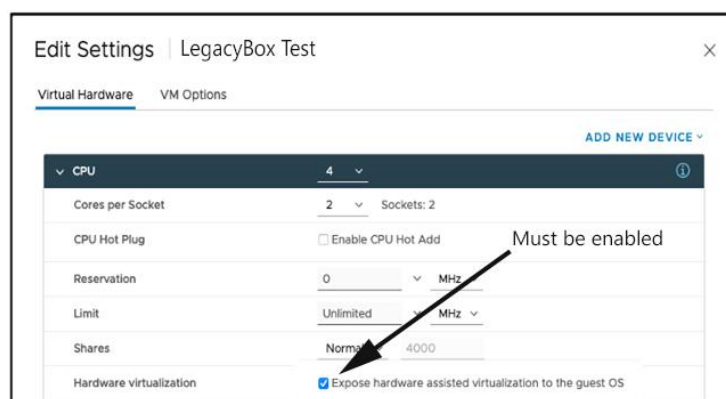 Edit Settings | LegacyBox Test
Virtual Hardware VM Options
ADD NEW DEVICE
CPU 4
Cores per Socket 2 Sockets: 2
CPU Hot Plug Enable CPU Hot Add Must be enabled
Reservation 0 MHz
Limit Unlimited MHz
Shares Normal 4000
Hardware virtualization Expose hardware assisted virtualization to the guest OS